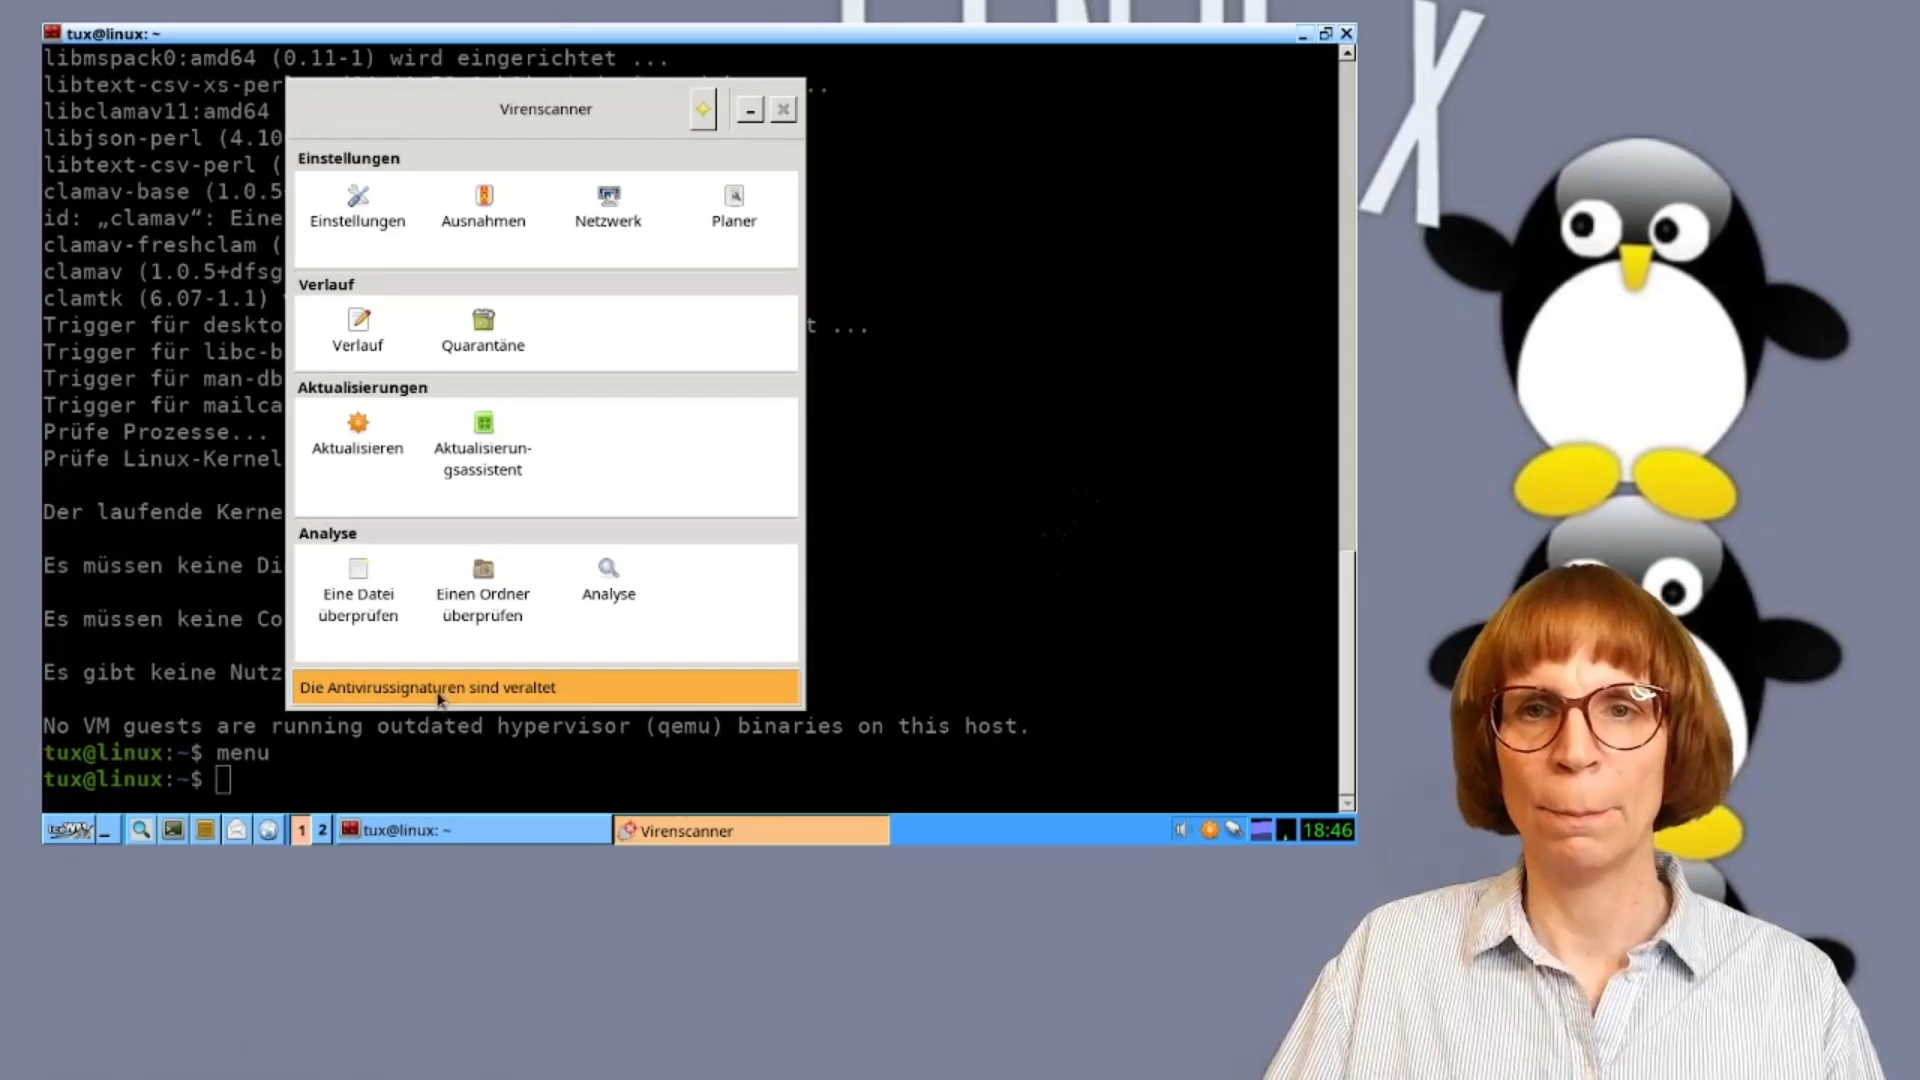 tux@linux: ~
libmspack0:amd64 (0.11-1) wird eingerichtet ...
libtext-csv-xs-per
..
libclamav11:amd64
libjson-perl (4.10
libtext-csv-perl (
clamav-base (1.0.5
id: „clamav“: Eine
clamav-freshclam (
clamav (1.0.5+dfsg
clamtk (6.07-1.1)
Trigger für deskto
t ...
Trigger für libc-b
Trigger für man-db
Trigger für mailca
Prüfe Prozesse...
Prüfe Linux-Kernel
Der laufende Kerne
Es müssen keine Di
Es müssen keine Co
Es gibt keine Nutz
No VM guests are running outdated hypervisor (qemu) binaries on this host.
tux@linux:~$ menu
tux@linux:~$
Virenscanner
Einstellungen
Einstellungen Ausnahmen Netzwerk Planer
Verlauf
Verlauf Quarantäne
Aktualisierungen
Aktualisieren Aktualisierun-
gsassistent
Analyse
Eine Datei Einen Ordner Analyse
überprüfen überprüfen
Die Antivirussignaturen sind veraltet
1 2 tux@linux: ~ Virenscanner 18:46
X